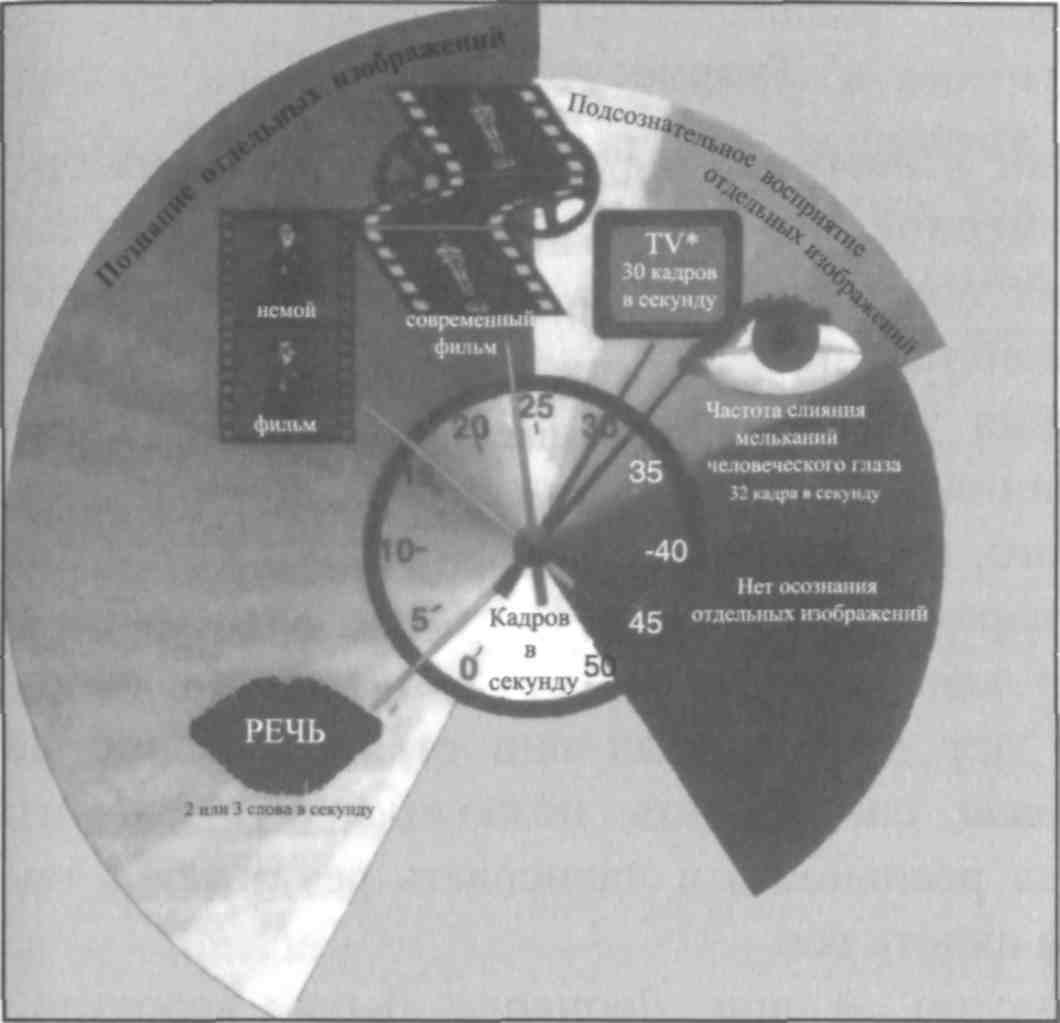 Познание отдельных изображений
Подсознательное восприятие
отдельных изображений
немой
фильм
современный
фильм
TV*
30 кадров
в секунду
Частота слияния
мельканий
человеческого глаза
32 кадра в секунду
Нет осознания
отдельных изображений
0
5
10
20
25
30
35
-40
45
50
Кадров
в
секунду
РЕЧЬ
2 или 3 слова в секунду